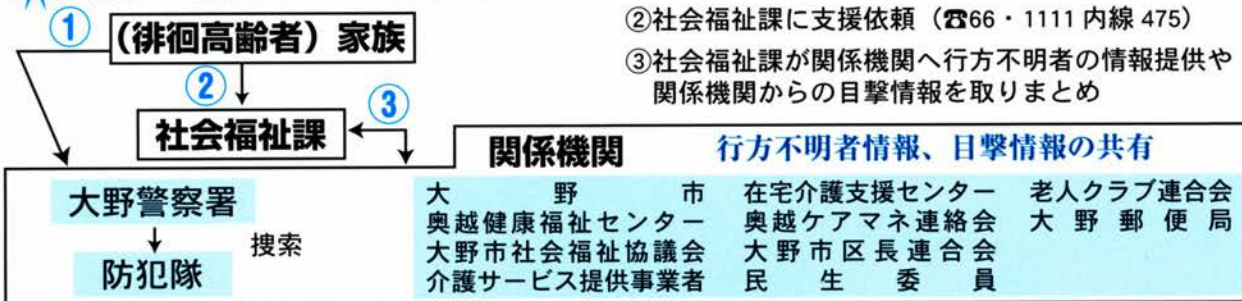 ①
(徘徊高齢者)家族
②社会福祉課に支援依頼(☎66・1111 内線 475)
③社会福祉課が関係機関へ行方不明者の情報提供や
関係機関からの目撃情報を取りまとめ
②
③
社会福祉課
関係機関 行方不明者情報、目撃情報の共有
大野警察署
捜索
防犯隊
大野市 在宅介護支援センター 老人クラブ連合会
奥越健康福祉センター 奥越ケアマネ連絡会 大野郵便局
大野市社会福祉協議会 大野市区長連合会
介護サービス提供事業者 民生委員